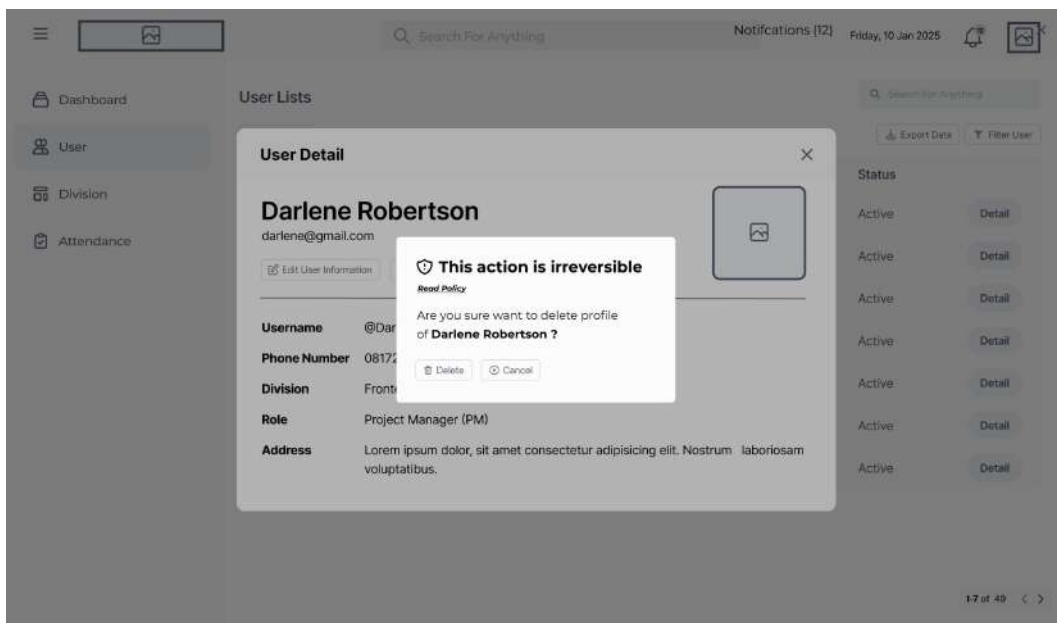 Search For Anything
Notifcations (12)
Friday, 10 Jan 2025
Dashboard
User
Division
Attendance
User Lists
Search For Anything
Export Data
Filter User
Status
Active Detail
Active Detail
Active Detail
Active Detail
Active Detail
Active Detail
Active Detail
1-7 of 40
User Detail
Darlene Robertson
darlene@gmail.com
Edit User Information
Username @Dar
Phone Number 0817
Division Front
Role Project Manager (PM)
Address Lorem ipsum dolor, sit amet consectetur adipisicing elit. Nostrum laboriosam
voluptatibus.
This action is irreversible
Read Policy
Are you sure want to delete profile
of Darlene Robertson ?
Delete
Cancel